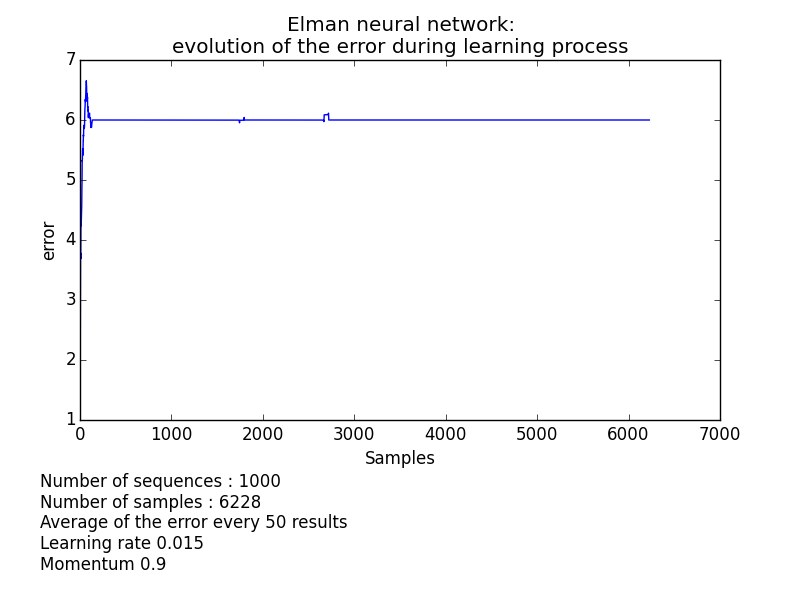 Elman neural network:
evolution of the error during learning process
7
6
5
4
3
2
1
error
0 1000 2000 3000 4000 5000 6000 7000
Samples
Number of sequences : 1000
Number of samples : 6228
Average of the error every 50 results
Learning rate 0.015
Momentum 0.9